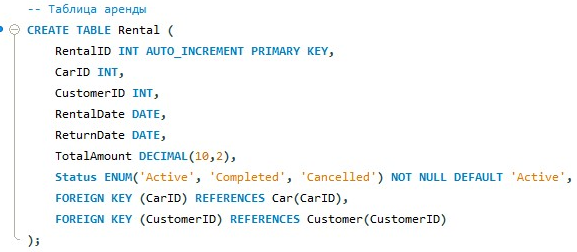 -- Таблица аренды
CREATE TABLE Rental (
RentalID INT AUTO_INCREMENT PRIMARY KEY,
CarID INT,
CustomerID INT,
RentalDate DATE,
ReturnDate DATE,
TotalAmount DECIMAL(10,2),
Status ENUM('Active', 'Completed', 'Cancelled') NOT NULL DEFAULT 'Active',
FOREIGN KEY (CarID) REFERENCES Car(CarID),
FOREIGN KEY (CustomerID) REFERENCES Customer(CustomerID)
);